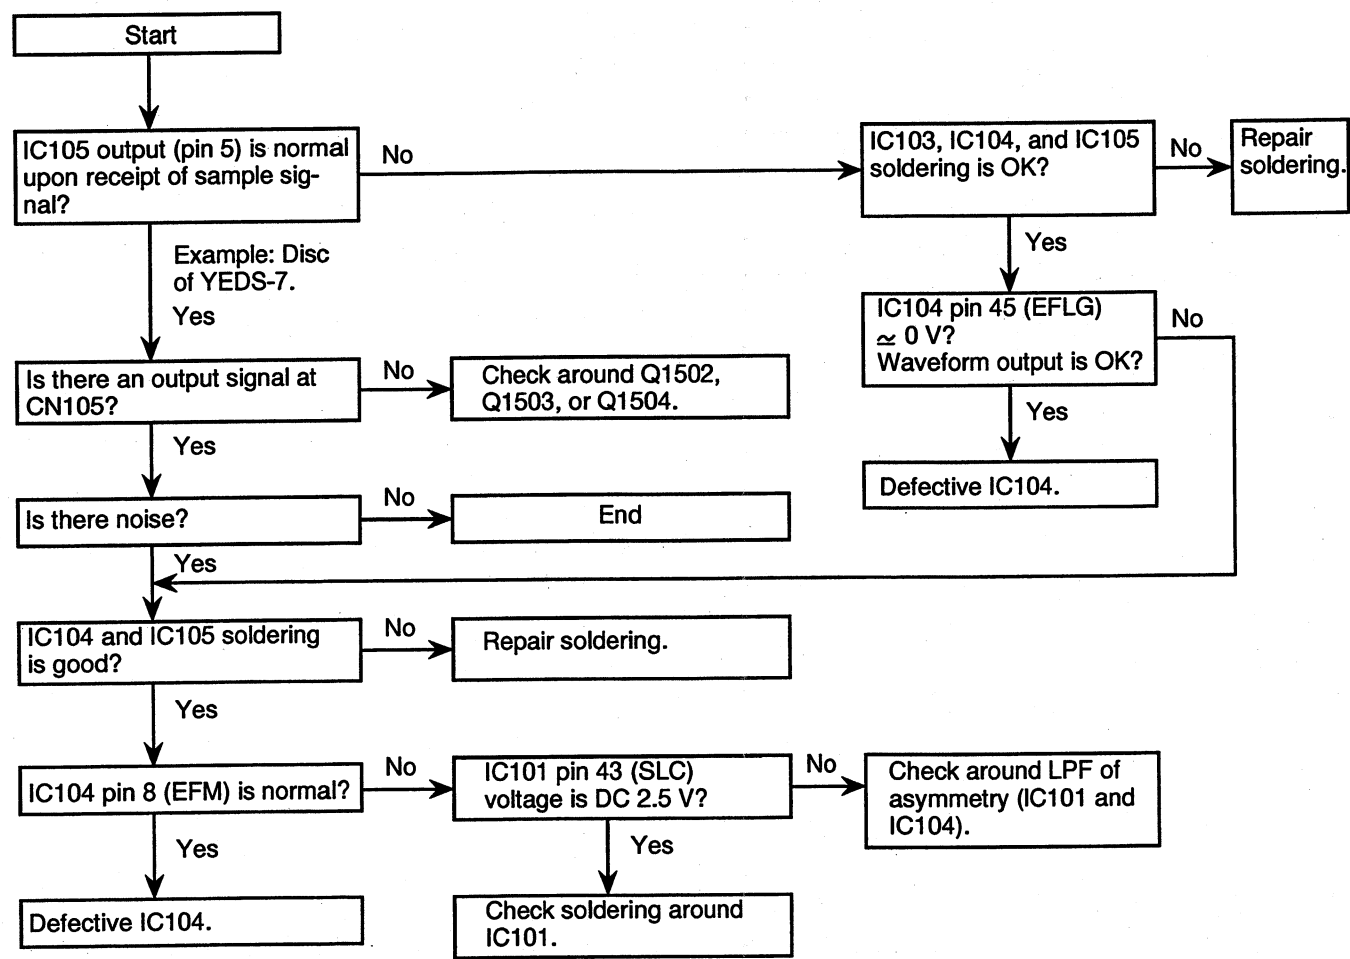 Start
IC105 output (pin 5) is normal
upon receipt of sample sig-
nal?
No
IC103, IC104, and IC105
soldering is OK?
No
Repair
soldering.
Example: Disc
of YEDS-7.
Yes
Yes
IC104 pin 45 (EFLG)
≃ 0 V?
Waveform output is OK?
No
Is there an output signal at
CN105?
No
Check around Q1502,
Q1503, or Q1504.
Yes
Yes
Defective IC104.
Is there noise?
No
End
Yes
IC104 and IC105 soldering
is good?
No
Repair soldering.
Yes
IC104 pin 8 (EFM) is normal?
No
IC101 pin 43 (SLC)
voltage is DC 2.5 V?
No
Check around LPF of
asymmetry (IC101 and
IC104).
Yes
Yes
Defective IC104.
Check soldering around
IC101.